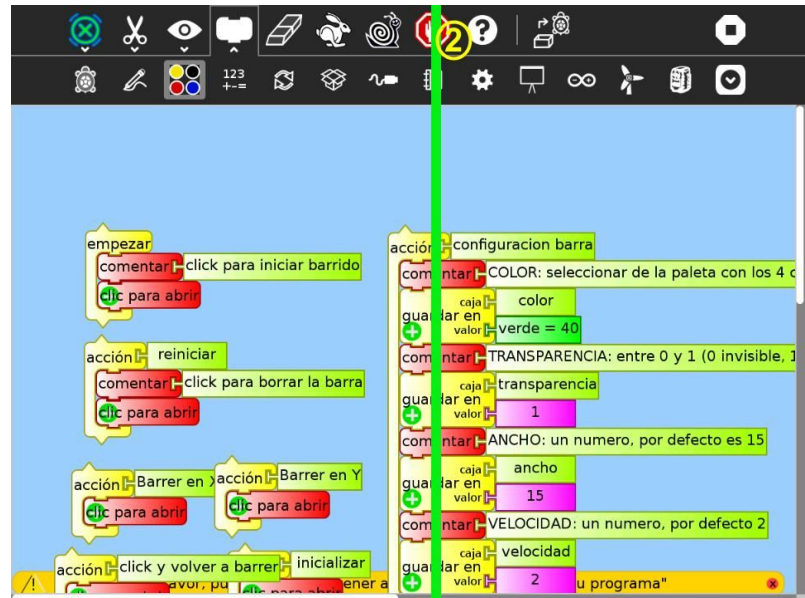 2
?
123
+-=
empezar
comentar click para iniciar barrido
clic para abrir
acción reiniciar
comentar click para borrar la barra
clic para abrir
acción Barrer en
clic para abrir
acción Barrer en Y
clic para abrir
acción click y volver a barrer
inicializar
acción configuracion barra
comentar COLOR: seleccionar de la paleta con los 4
caja color
guardar en
valor verde = 40
comentar TRANSPARENCIA: entre 0 y 1 (0 invisible, 1
caja transparencia
guardar en
valor 1
comentar ANCHO: un numero, por defecto es 15
caja ancho
guardar en
valor 15
comentar VELOCIDAD: un numero, por defecto 2
caja velocidad
guardar en
valor 2
u programa"